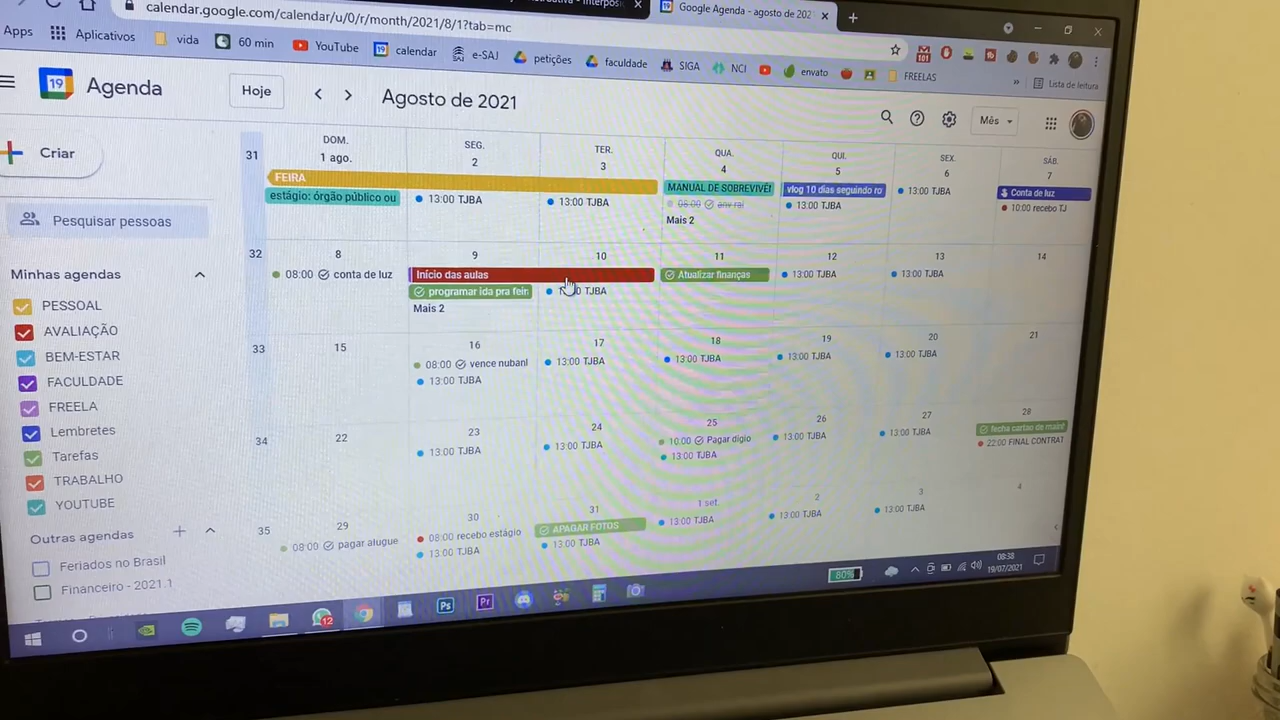 Google Agenda - agosto de 202
calendar.google.com/calendar/u/0/r/month/2021/8/1?tab=mc
Apps Aplicativos vida 60 min YouTube calendar e-SAJ petições faculdade SIGA NCI envato FREELAS Lista de leitura
19 Agenda Hoje Agosto de 2021 Mês
Criar
Pesquisar pessoas
Minhas agendas
PESSOAL
AVALIAÇÃO
BEM-ESTAR
FACULDADE
FREELA
Lembretes
Tarefas
TRABALHO
YOUTUBE
Outras agendas
Feriados no Brasil
Financeiro - 2021.1
DOM. SEG. TER. QUA. QUI. SEX. SÁB.
31 1 ago. 2 3 4 5 6 7
FEIRA MANUAL DE SOBREVIVÊ vlog 10 dias seguindo ro 13:00 TJBA Conta de luz
estágio: órgão público ou 13:00 TJBA 13:00 TJBA 08:00 13:00 TJBA 10:00 recebo TJ
Mais 2
32 8 9 10 11 12 13 14
08:00 conta de luz Início das aulas Atualizar finanças 13:00 TJBA 13:00 TJBA
programar ida pra feir TJBA
Mais 2
33 15 16 17 18 19 20 21
08:00 vence nubanl 13:00 TJBA 13:00 TJBA 13:00 TJBA 13:00 TJBA
13:00 TJBA
34 22 23 24 25 26 27 28
13:00 TJBA 13:00 TJBA 10:00 Pagar digio 13:00 TJBA 13:00 TJBA fecha cartao de mainh
13:00 TJBA 22:00 FINAL CONTRAT
35 29 30 31 1 set. 2 3 4
08:00 pagar alugue 08:00 recebo estágio APAGAR FOTOS 13:00 TJBA 13:00 TJBA 13:00 TJBA
13:00 TJBA 13:00 TJBA
80% 08:38
19/07/2021
12 Ps Pr